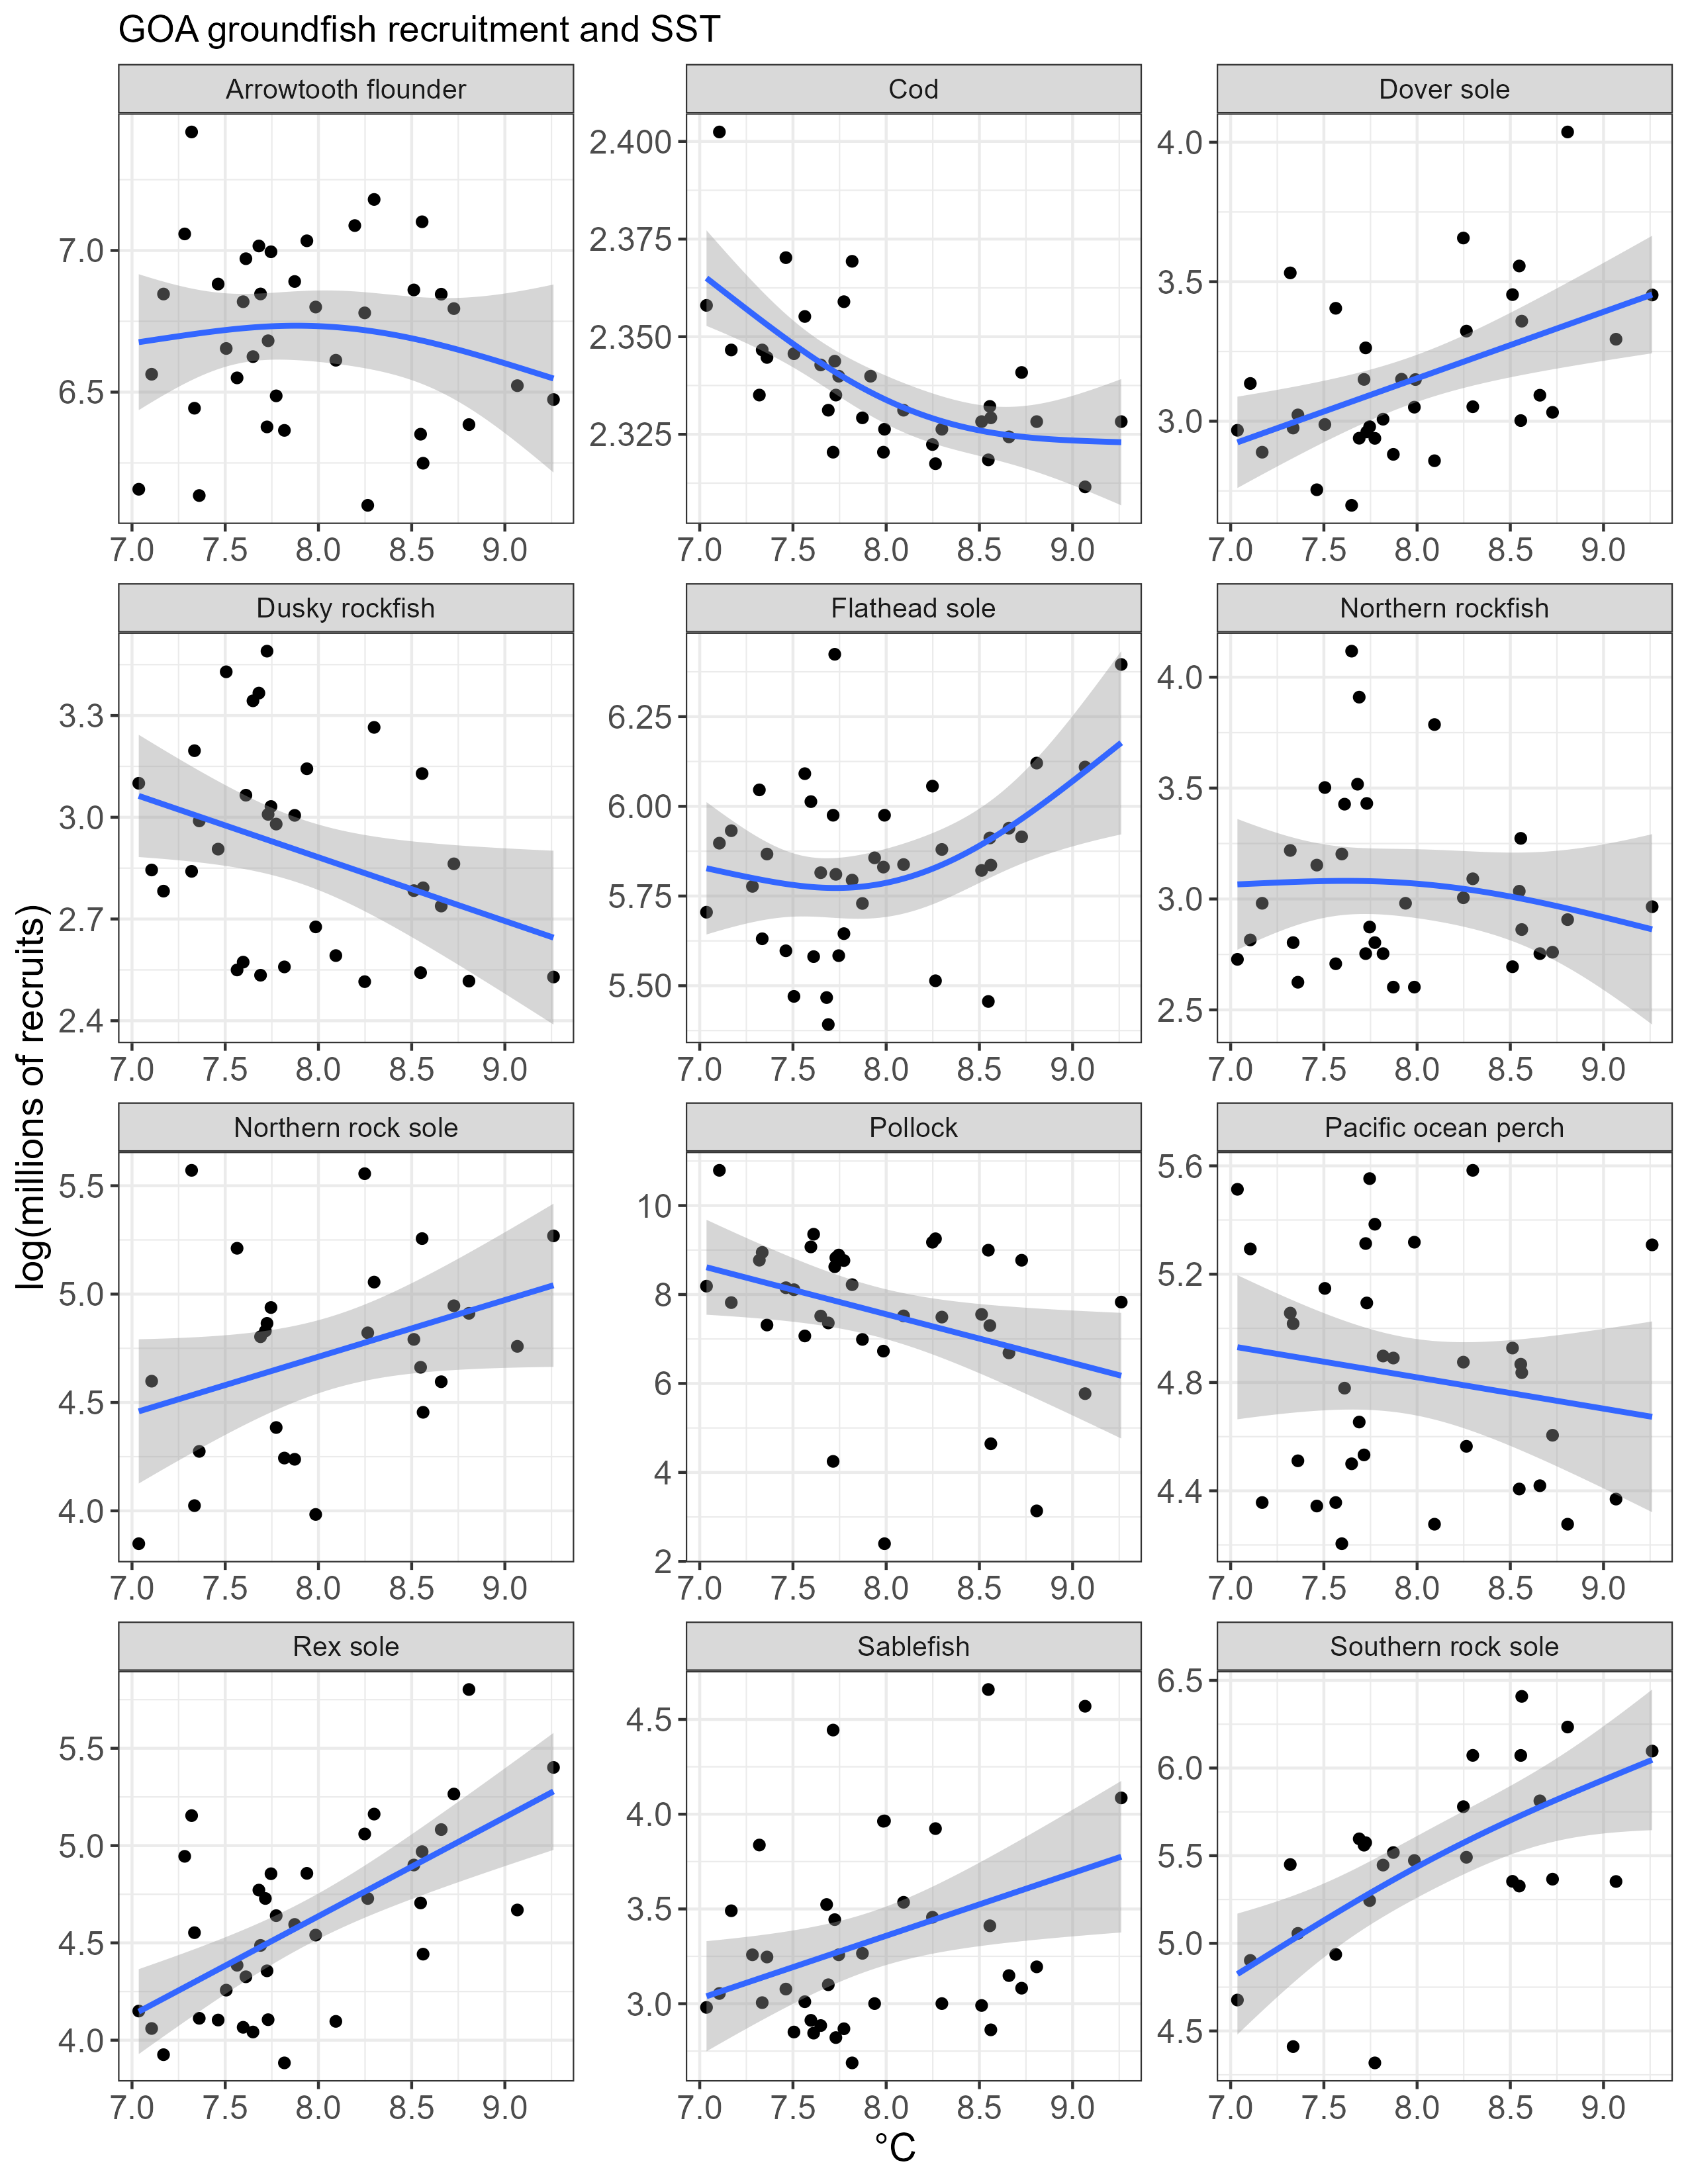 GOA groundfish recruitment and SST
Arrowtooth flounder
Cod
Dover sole
7.0
6.5
2.400
2.375
2.350
2.325
4.0
3.5
3.0
7.0 7.5 8.0 8.5 9.0
7.0 7.5 8.0 8.5 9.0
7.0 7.5 8.0 8.5 9.0
Dusky rockfish
Flathead sole
Northern rockfish
3.3
3.0
2.7
2.4
6.25
6.00
5.75
5.50
4.0
3.5
3.0
2.5
7.0 7.5 8.0 8.5 9.0
7.0 7.5 8.0 8.5 9.0
7.0 7.5 8.0 8.5 9.0
log(millions of recruits)
Northern rock sole
Pollock
Pacific ocean perch
5.5
5.0
4.5
4.0
10
8
6
4
2
5.6
5.2
4.8
4.4
7.0 7.5 8.0 8.5 9.0
7.0 7.5 8.0 8.5 9.0
7.0 7.5 8.0 8.5 9.0
Rex sole
Sablefish
Southern rock sole
5.5
5.0
4.5
4.0
4.5
4.0
3.5
3.0
6.5
6.0
5.5
5.0
4.5
7.0 7.5 8.0 8.5 9.0
7.0 7.5 8.0 8.5 9.0
7.0 7.5 8.0 8.5 9.0
°C